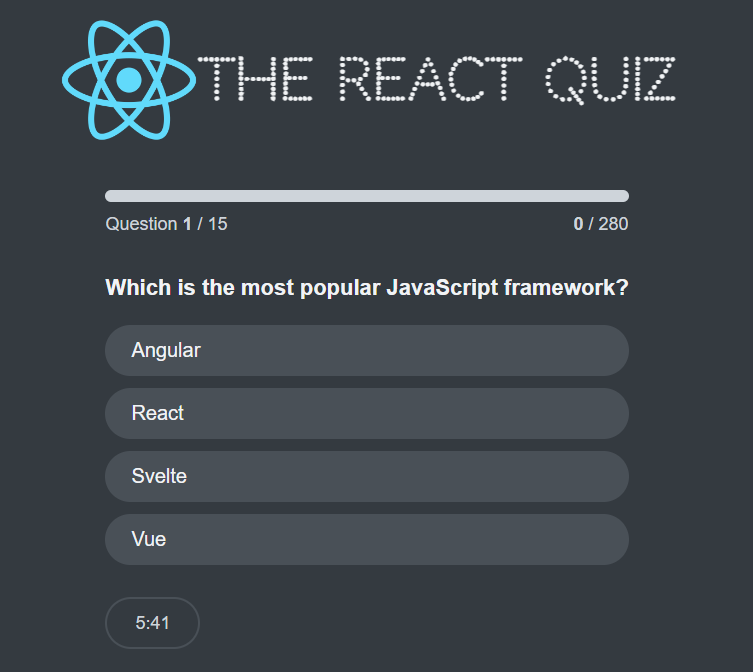 THE REACT QUIZ
Question 1 / 15
0 / 280
Which is the most popular JavaScript framework?
Angular
React
Svelte
Vue
5:41